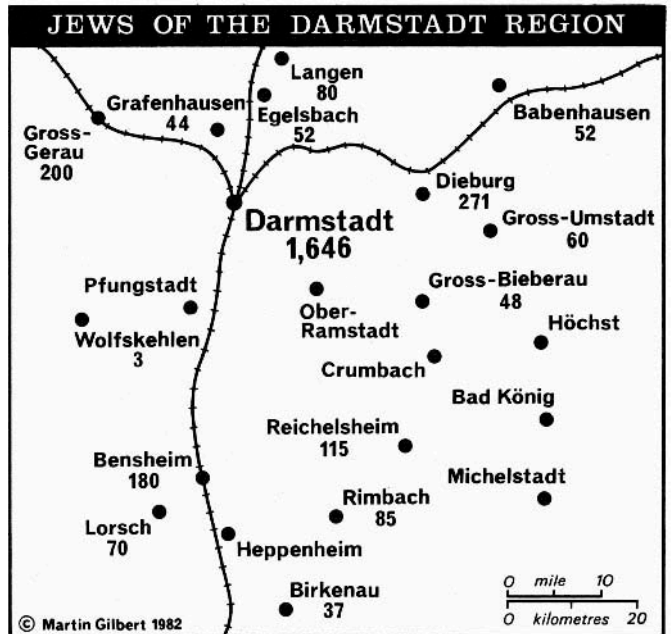 JEWS OF THE DARMSTADT REGION
Langen
80
Grafenhausen
44
Egelsbach
52
Babenhausen
52
Gross-
Gerau
200
Dieburg
271
Darmstadt
1,646
Gross-Umstadt
60
Pfungstadt
Ober-
Ramstadt
Gross-Bieberau
48
Wolfskehlen
3
Höchst
Crumbach
Bad König
Reichelsheim
115
Bensheim
180
Michelstadt
Rimbach
85
Lorsch
70
Heppenheim
Birkenau
37
0 mile 10
0 kilometres 20
© Martin Gilbert 1982